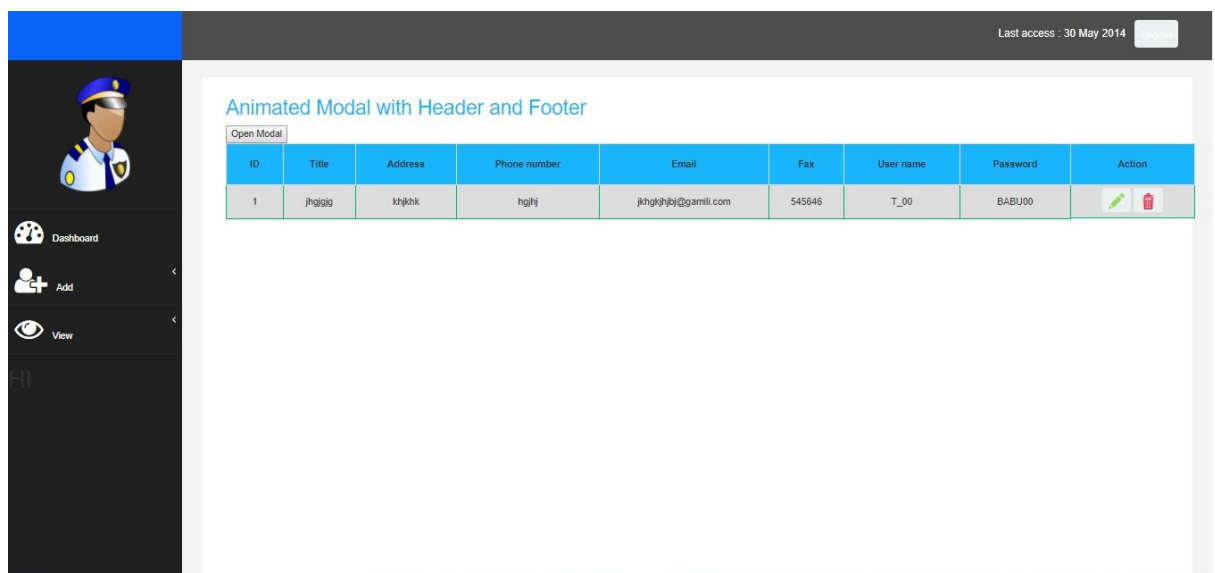 Last access : 30 May 2014 Logout
Dashboard
Add
View
HI
Animated Modal with Header and Footer
Open Modal
ID Title Address Phone number Email Fax User name Password Action
1 jhgjgjg khjkhk hgjhj jkhgkjhjbj@gamili.com 545646 T_00 BABU00